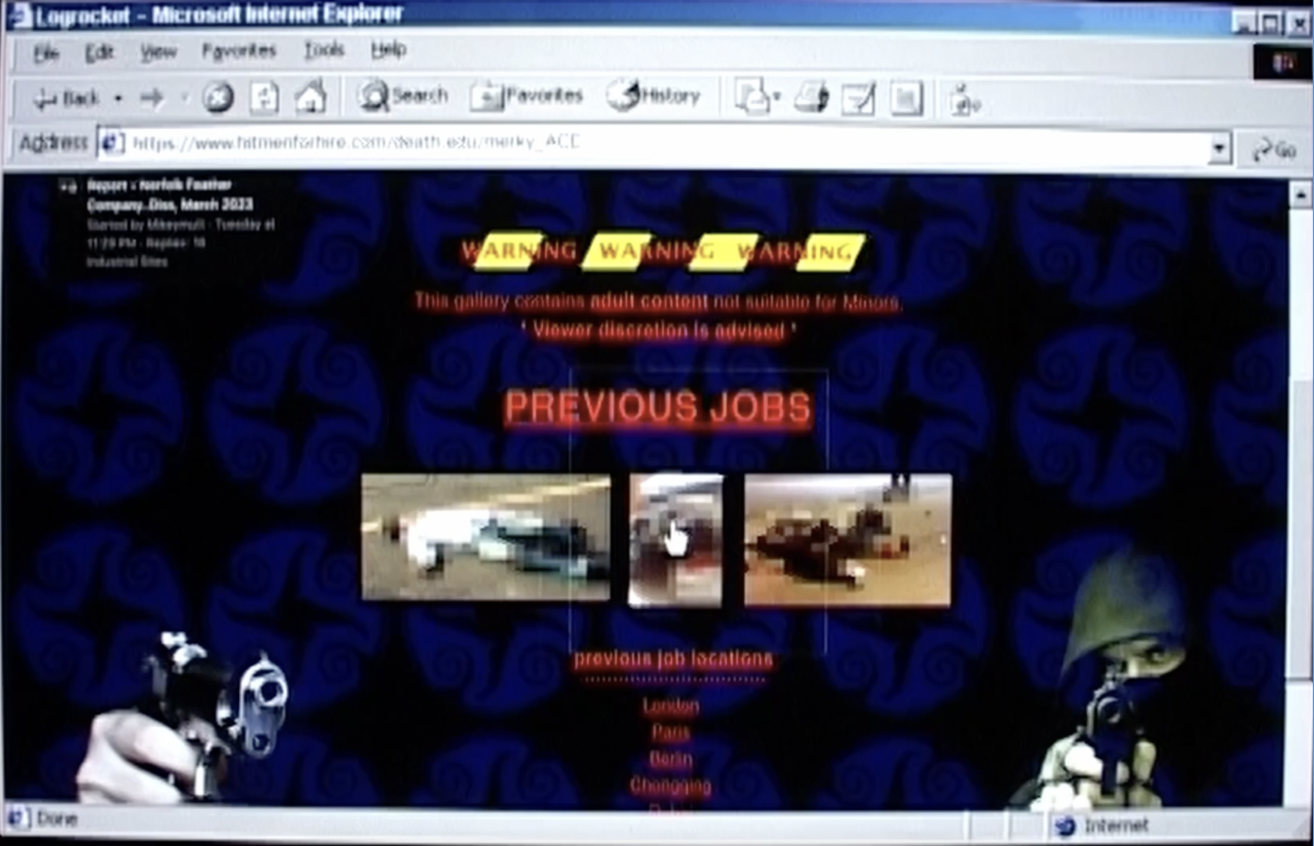 Logrocket - Microsoft Internet Explorer
File Edit View Favorites Tools Help
Back Search Favorites History
Address https://www.hitmenforhire.com/death.edu/merky_ACE Go
Report - Norfolk Feather
Company, Diss, March 2023
Started by Mikeymutt · Tuesday at
11:29 PM · Replies: 16
Industrial Sites
WARNING WARNING WARNING
This gallery contains adult content not suitable for Minors.
* Viewer discretion is advised *
PREVIOUS JOBS
previous job locations
London
Paris
Berlin
Chongqing
Done Internet